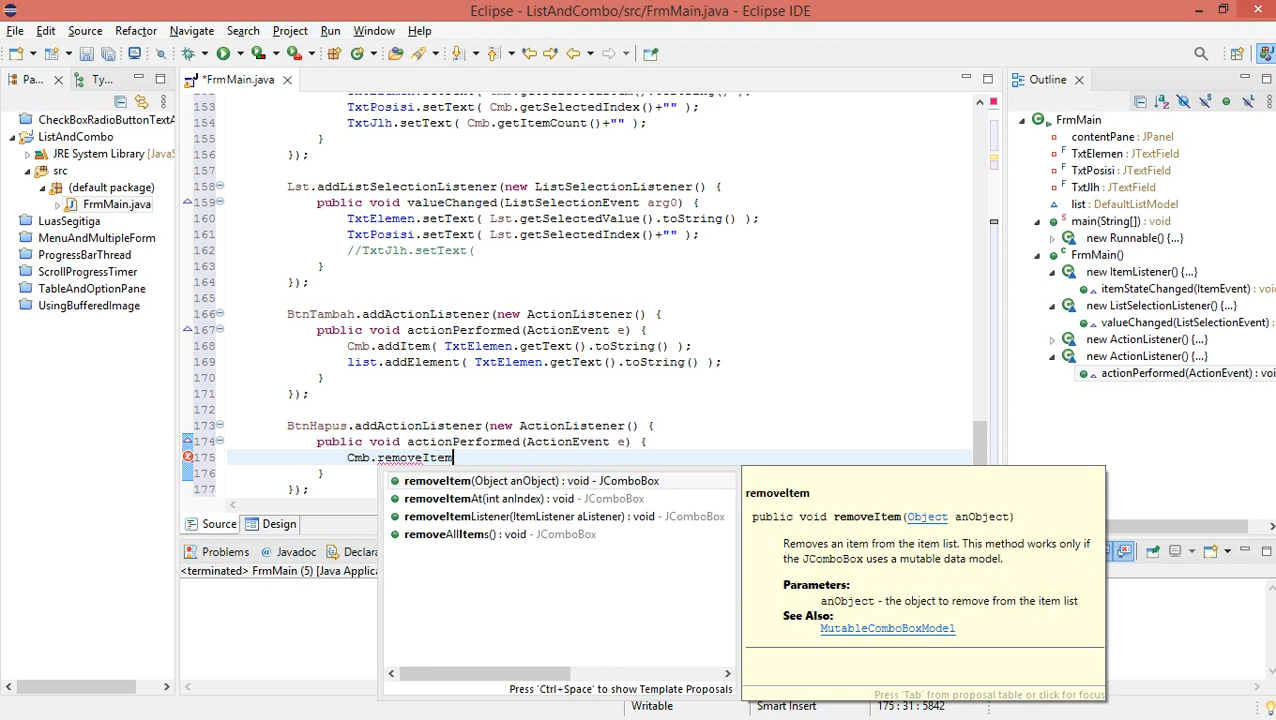 Eclipse - ListAndCombo/src/FrmMain.java - Eclipse IDE
File Edit Source Refactor Navigate Search Project Run Window Help
Pa... Ty...
CheckBoxRadioButtonTextA
ListAndCombo
JRE System Library [JavaS
src
(default package)
FrmMain.java
LuasSegitiga
MenuAndMultipleForm
ProgressBarThread
ScrollProgressTimer
TableAndOptionPane
UsingBufferedImage
*FrmMain.java
153 TxtPosisi.setText( Cmb.getSelectedIndex()+"" );
154 TxtJlh.setText( Cmb.getItemCount()+"" );
155 }
156 });
157
158 Lst.addListSelectionListener(new ListSelectionListener() {
159 public void valueChanged(ListSelectionEvent arg0) {
160 TxtElemen.setText( Lst.getSelectedValue().toString() );
161 TxtPosisi.setText( Lst.getSelectedIndex()+"" );
162 //TxtJlh.setText(
163 }
164 });
165
166 BtnTambah.addActionListener(new ActionListener() {
167 public void actionPerformed(ActionEvent e) {
168 Cmb.addItem( TxtElemen.getText().toString() );
169 list.addElement( TxtElemen.getText().toString() );
170 }
171 });
172
173 BtnHapus.addActionListener(new ActionListener() {
174 public void actionPerformed(ActionEvent e) {
175 Cmb.removeItem
176 }
177 });
removeItem(Object anObject) : void - JComboBox
removeItemAt(int anIndex) : void - JComboBox
removeItemListener(ItemListener aListener) : void - JComboBox
removeAllItems() : void - JComboBox
Press 'Ctrl+Space' to show Template Proposals
removeItem
public void removeItem(Object anObject)
Removes an item from the item list. This method works only if
the JComboBox uses a mutable data model.
Parameters:
anObject - the object to remove from the item list
See Also:
MutableComboBoxModel
Press 'Tab' from proposal table or click for focus
Source Design
Problems Javadoc Declara
<terminated> FrmMain (5) [Java Applica
Outline
FrmMain
contentPane : JPanel
TxtElemen : JTextField
TxtPosisi : JTextField
TxtJlh : JTextField
list : DefaultListModel
main(String[]) : void
new Runnable() {...}
FrmMain()
new ItemListener() {...}
itemStateChanged(ItemEvent) : voi
new ListSelectionListener() {...}
valueChanged(ListSelectionEvent) :
new ActionListener() {...}
new ActionListener() {...}
actionPerformed(ActionEvent) : voi
Writable Smart Insert 175 : 31 : 5842